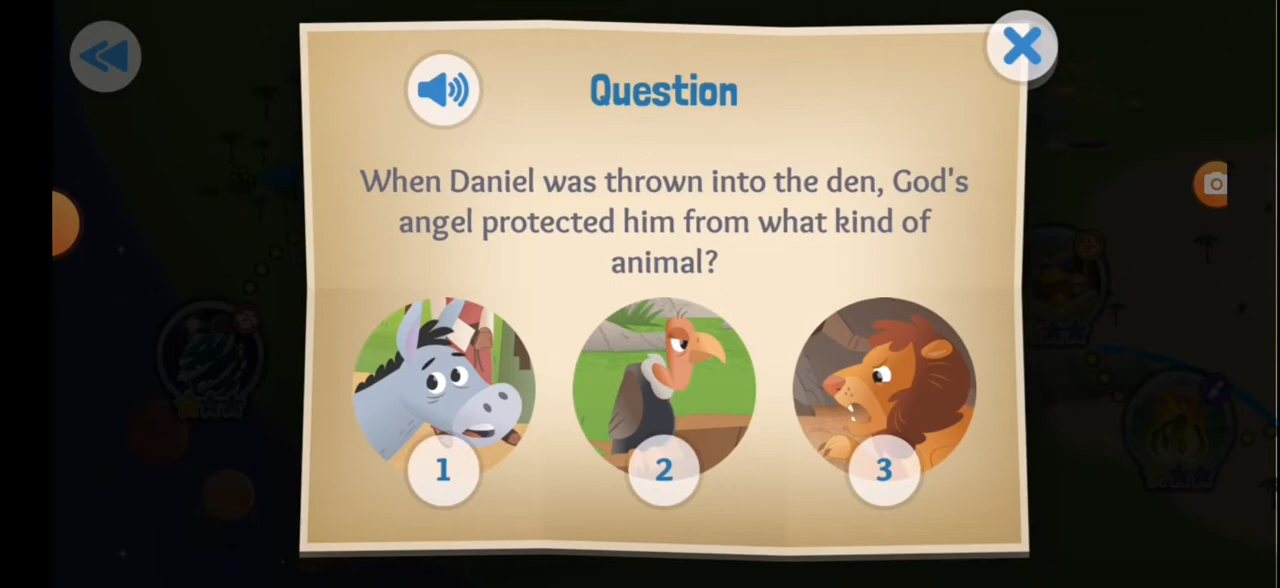 Question
When Daniel was thrown into the den, God's
angel protected him from what kind of
animal?
1
2
3